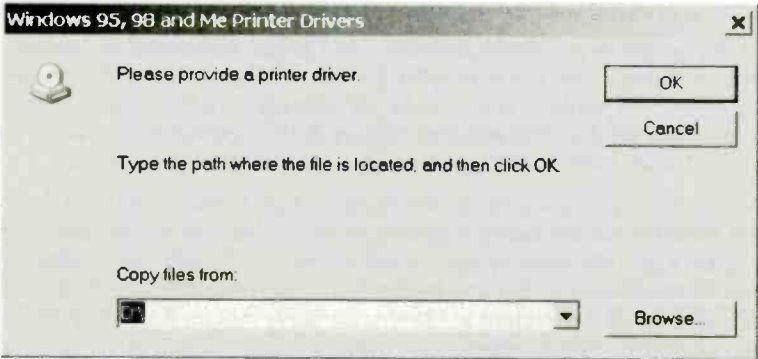 Windows 95, 98 and Me Printer Drivers
Please provide a printer driver.
OK
Cancel
Type the path where the file is located, and then click OK.
Copy files from:
Browse...